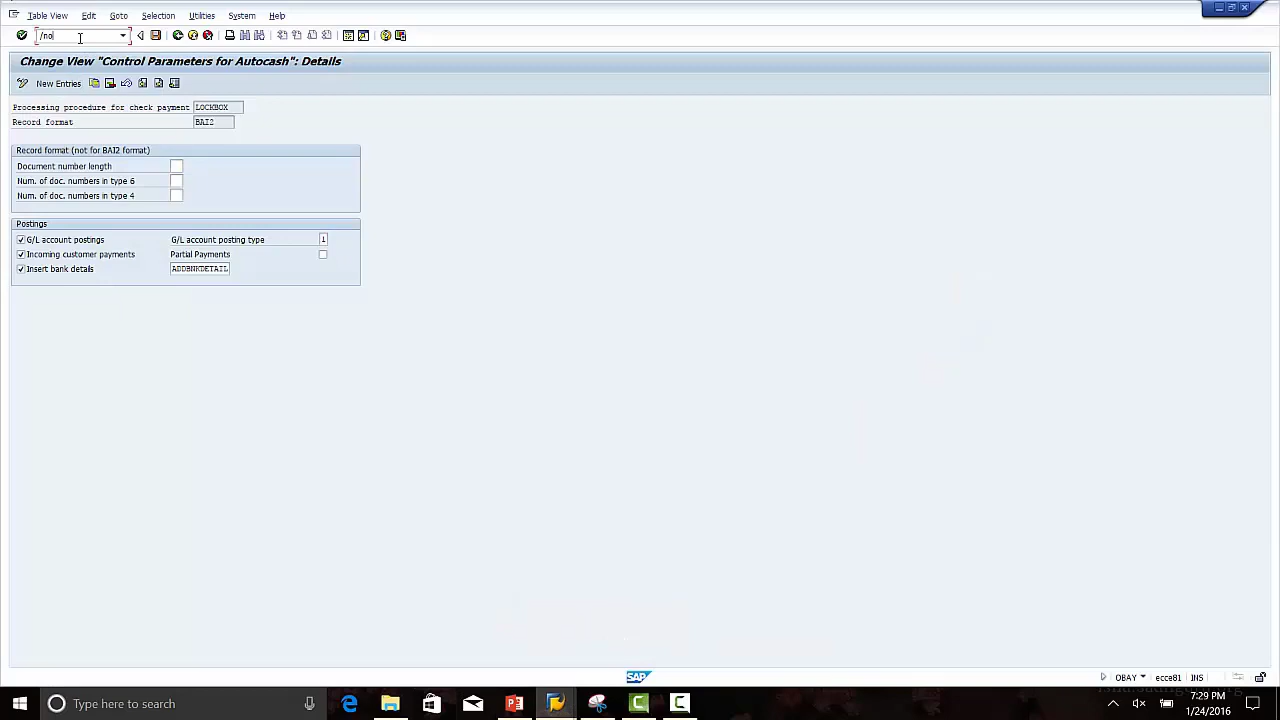 Table View Edit Goto Selection Utilities System Help
/no
Change View "Control Parameters for Autocash": Details
New Entries
Processing procedure for check payment LOCKBOX
Record format BAI2
Record format (not for BAI2 format)
Document number length
Num. of doc. numbers in type 6
Num. of doc. numbers in type 4
Postings
G/L account postings G/L account posting type 1
Incoming customer payments Partial Payments
Insert bank details ADDBNKDETAIL
SAP
OBAY ecce81 INS
Type here to search
7:29 PM
1/24/2016